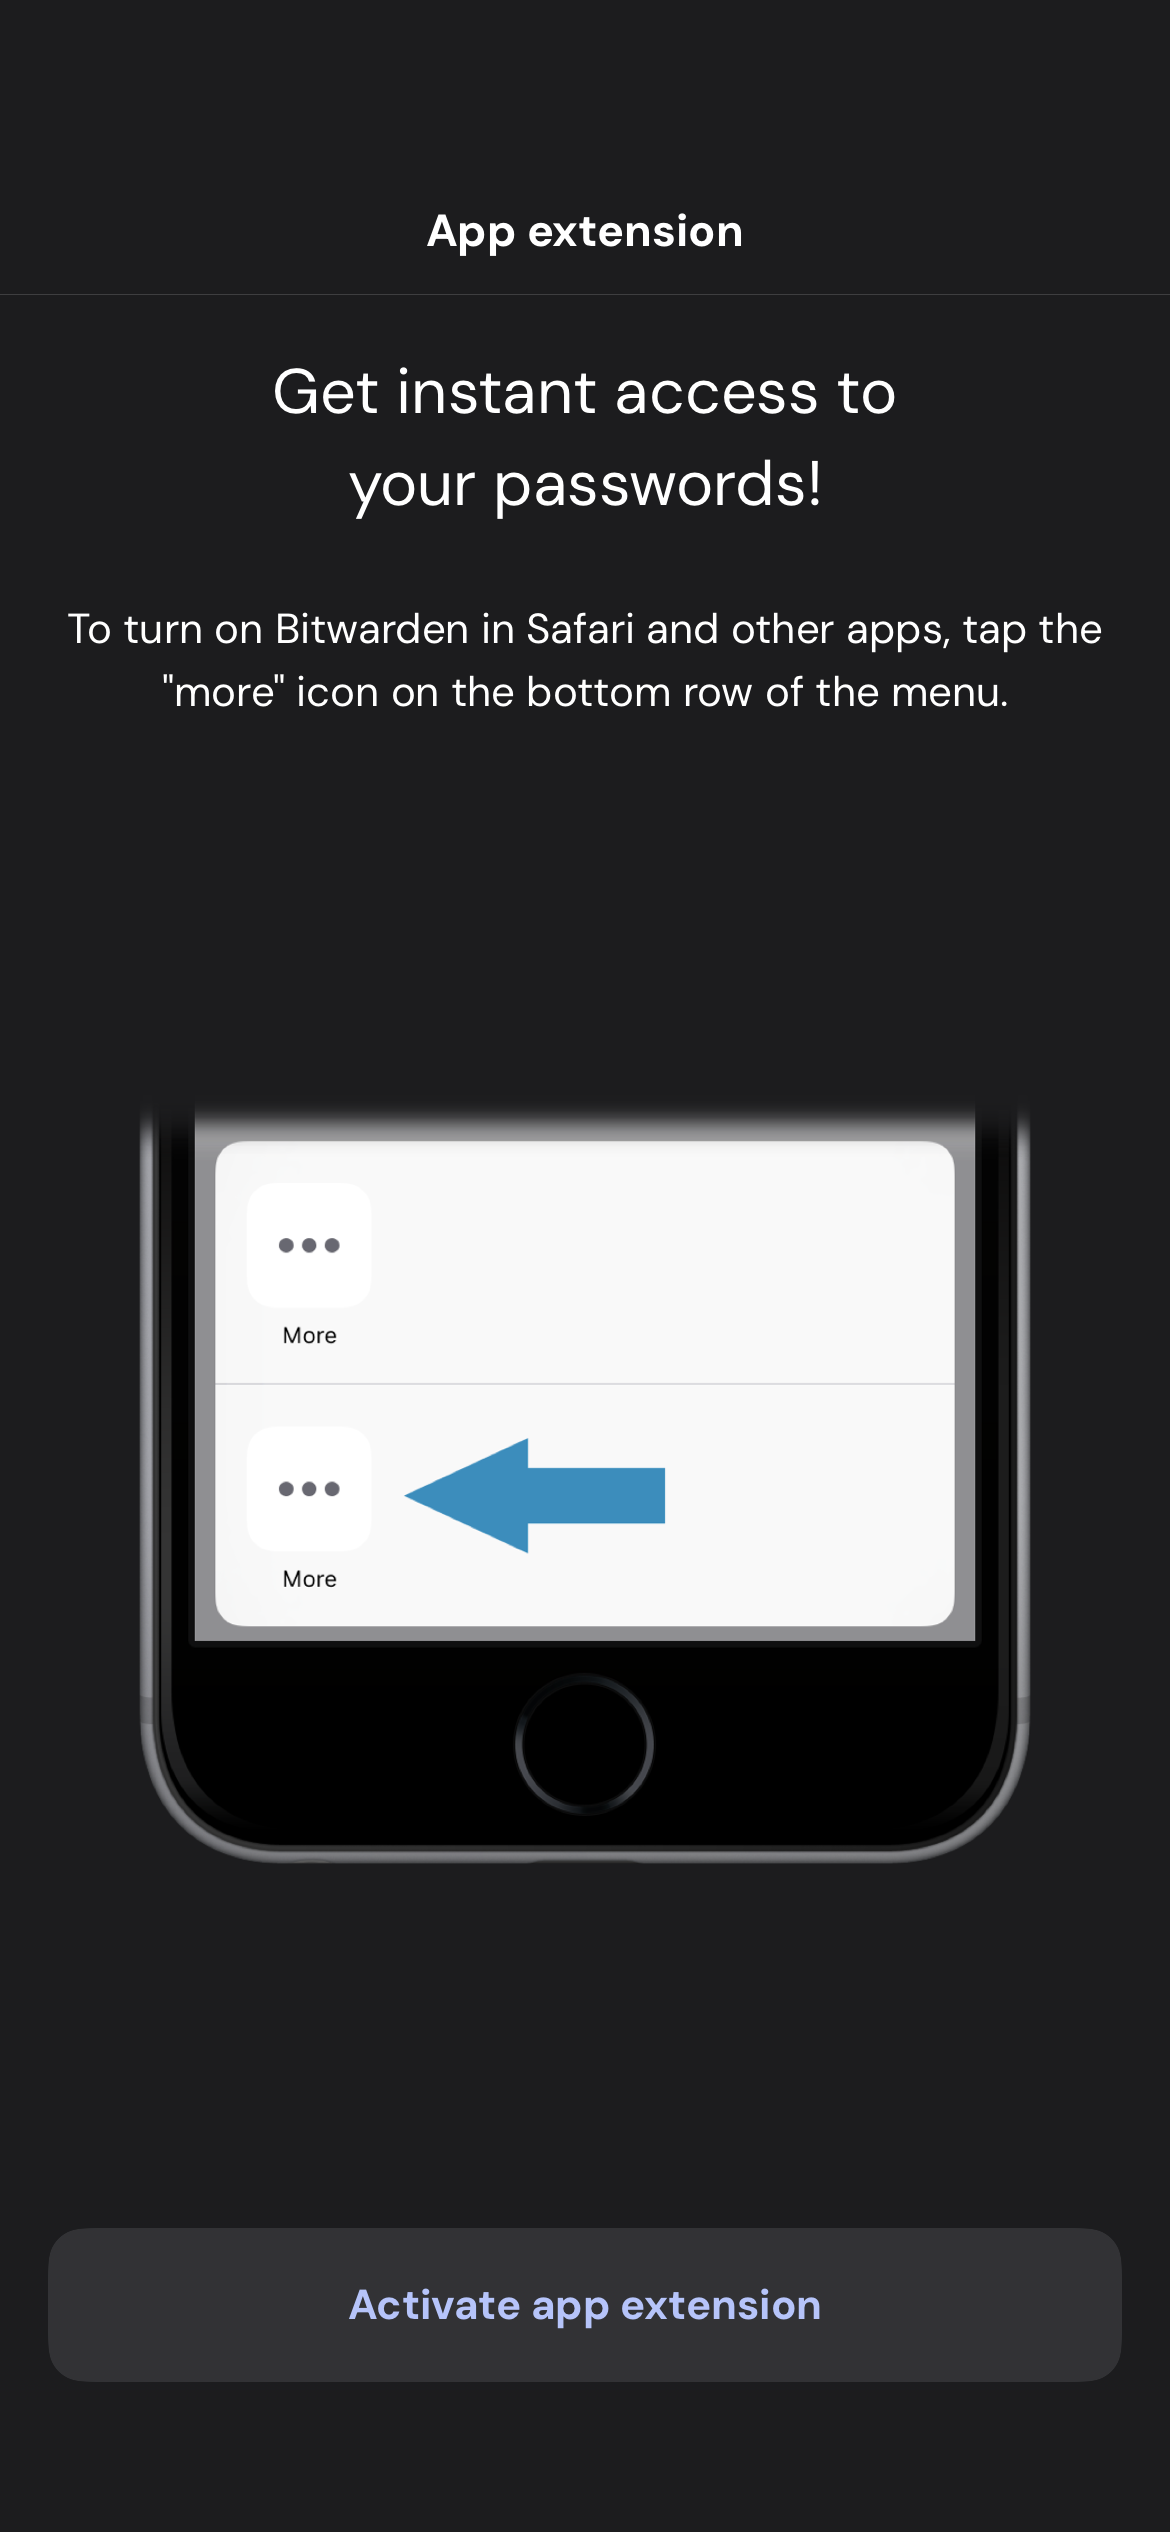 App extension
Get instant access to
your passwords!
To turn on Bitwarden in Safari and other apps, tap the
"more" icon on the bottom row of the menu.
More
More
Activate app extension